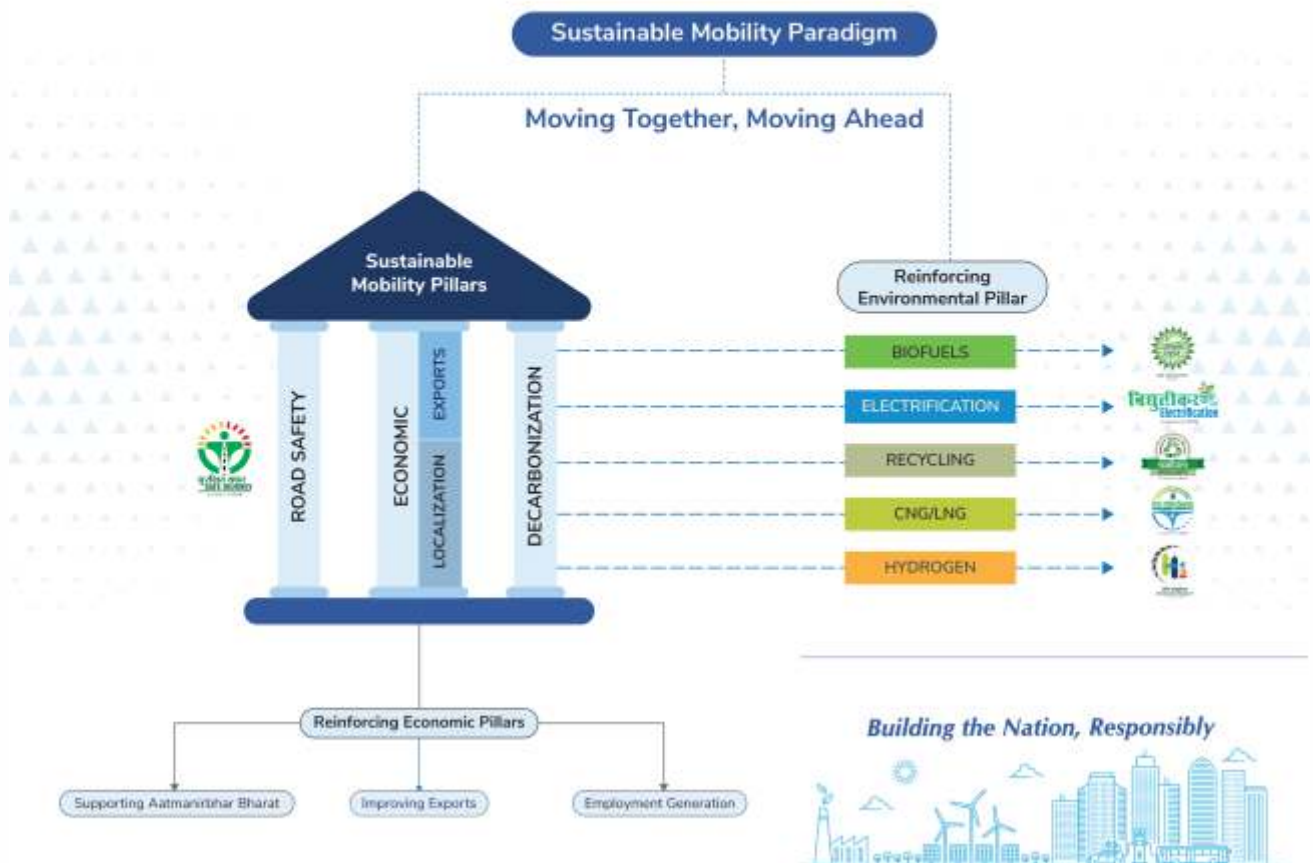 Sustainable Mobility Paradigm
Moving Together, Moving Ahead
Sustainable
Mobility Pillars
Reinforcing
Environmental Pillar
ROAD SAFETY
ECONOMIC
EXPORTS
LOCALIZATION
DECARBONIZATION
BIOFUELS
ELECTRIFICATION
विद्युतीकरण
Electrification
RECYCLING
CNG/LNG
HYDROGEN
Reinforcing Economic Pillars
Supporting Aatmanirbhar Bharat
Improving Exports
Employment Generation
Building the Nation, Responsibly